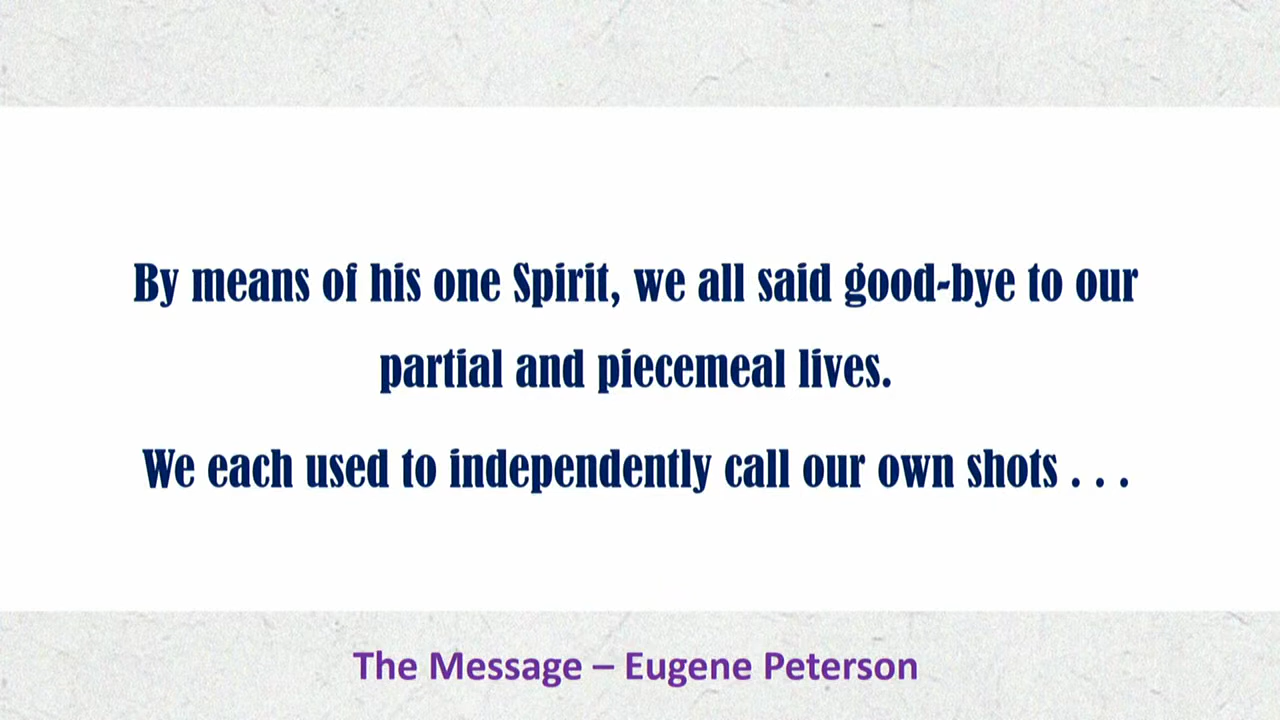 By means of his one Spirit, we all said good-bye to our
partial and piecemeal lives.
We each used to independently call our own shots . . .
The Message – Eugene Peterson